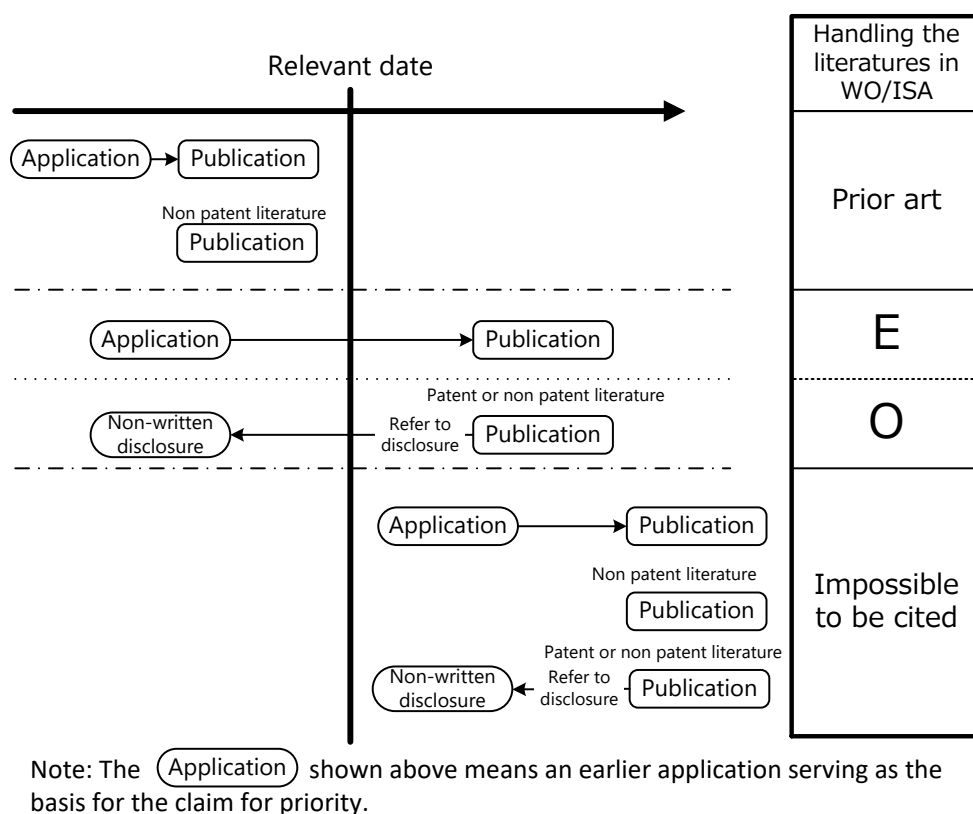 Handling the
literatures in
WO/ISA
Relevant date
Application
Publication
Prior art
Non patent literature
Publication
Application
Publication
E
Patent or non patent literature
Non-written
disclosure
Refer to
disclosure
Publication
O
Application
Publication
Non patent literature
Publication
Impossible
to be cited
Patent or non patent literature
Non-written
disclosure
Refer to
disclosure
Publication
Note: The Application shown above means an earlier application serving as the
basis for the claim for priority.